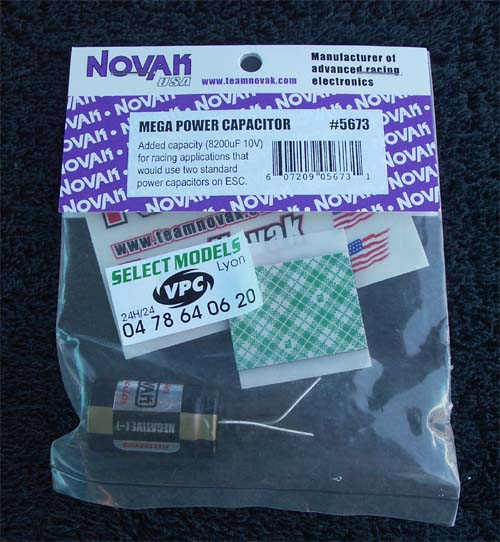 NOVAK
USA
www.teamnovak.com
Manufacturer of
advanced racing
electronics
MEGA POWER CAPACITOR #5673
Added capacity (8200uF 10V)
for racing applications that
would use two standard
power capacitors on ESC.
6 07209 05673 1
www.teamnovak.c
Novak
SELECT MODELS
VPC
Lyon
24H/24
04 78 64 06 20
NOVAK
NEGATIVE (-)